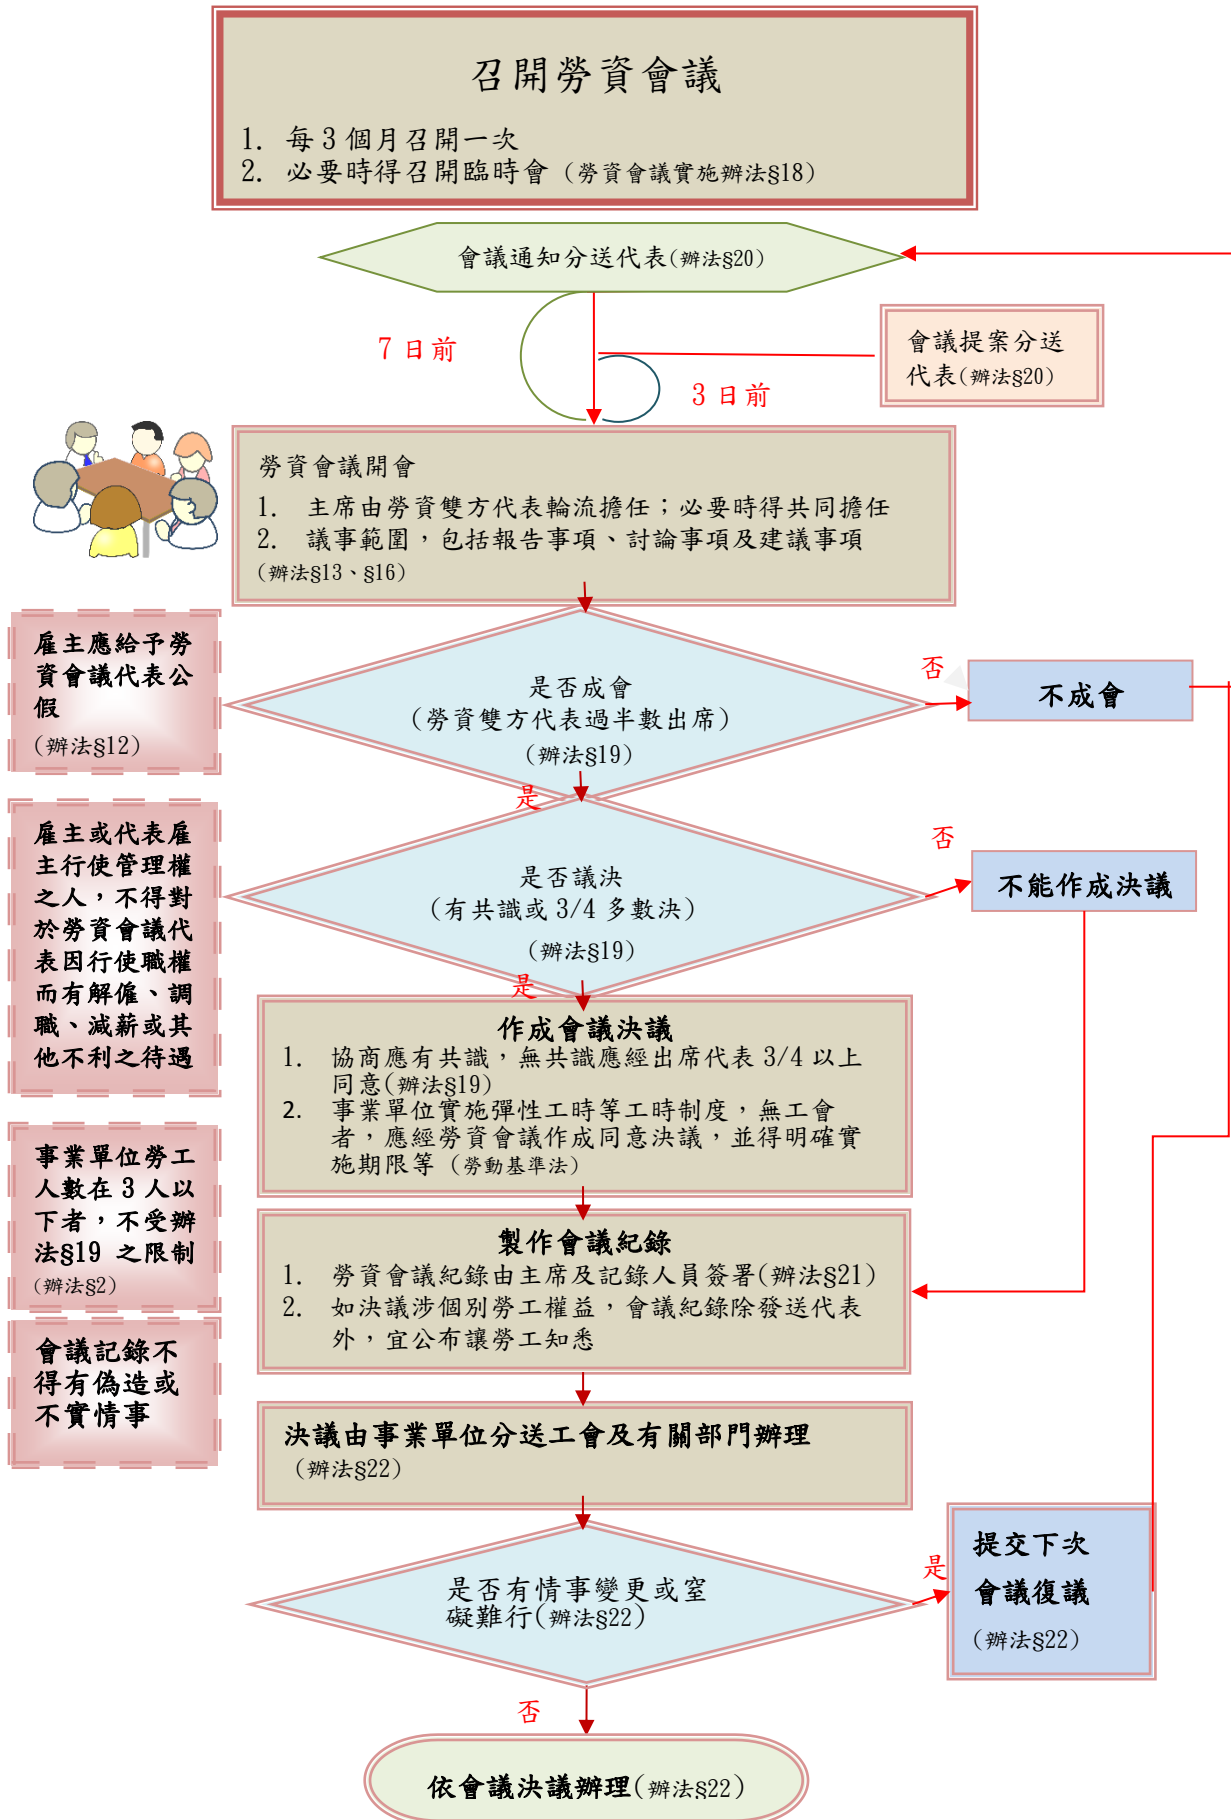 召開勞資會議
1. 每3個月召開一次
2. 必要時得召開臨時會（勞資會議實施辦法§18）
會議通知分送代表(辦法§20)
7日前
會議提案分送
代表(辦法§20)
3日前
勞資會議開會
1. 主席由勞資雙方代表輪流擔任；必要時得共同擔任
2. 議事範圍，包括報告事項、討論事項及建議事項
（辦法§13、§16）
雇主應給予勞
資會議代表公
假
（辦法§12）
是否成會
（勞資雙方代表過半數出席）
（辦法§19）
否
不成會
是
雇主或代表雇
主行使管理權
之人，不得對
於勞資會議代
表因行使職權
而有解僱、調
職、減薪或其
他不利之待遇
是否議決
（有共識或3/4多數決）
（辦法§19）
否
不能作成決議
是
作成會議決議
1. 協商應有共識，無共識應經出席代表3/4以上
同意(辦法§19)
2. 事業單位實施彈性工時等工時制度，無工會
者，應經勞資會議作成同意決議，並得明確實
施期限等（勞動基準法）
事業單位勞工
人數在3人以
下者，不受辦
法§19 之限制
（辦法§2）
製作會議紀錄
1. 勞資會議紀錄由主席及記錄人員簽署(辦法§21)
2. 如決議涉個別勞工權益，會議紀錄除發送代表
外，宜公布讓勞工知悉
會議記錄不
得有偽造或
不實情事
決議由事業單位分送工會及有關部門辦理
（辦法§22）
是否有情事變更或窒
礙難行(辦法§22)
是
提交下次
會議復議
（辦法§22）
否
依會議決議辦理(辦法§22)